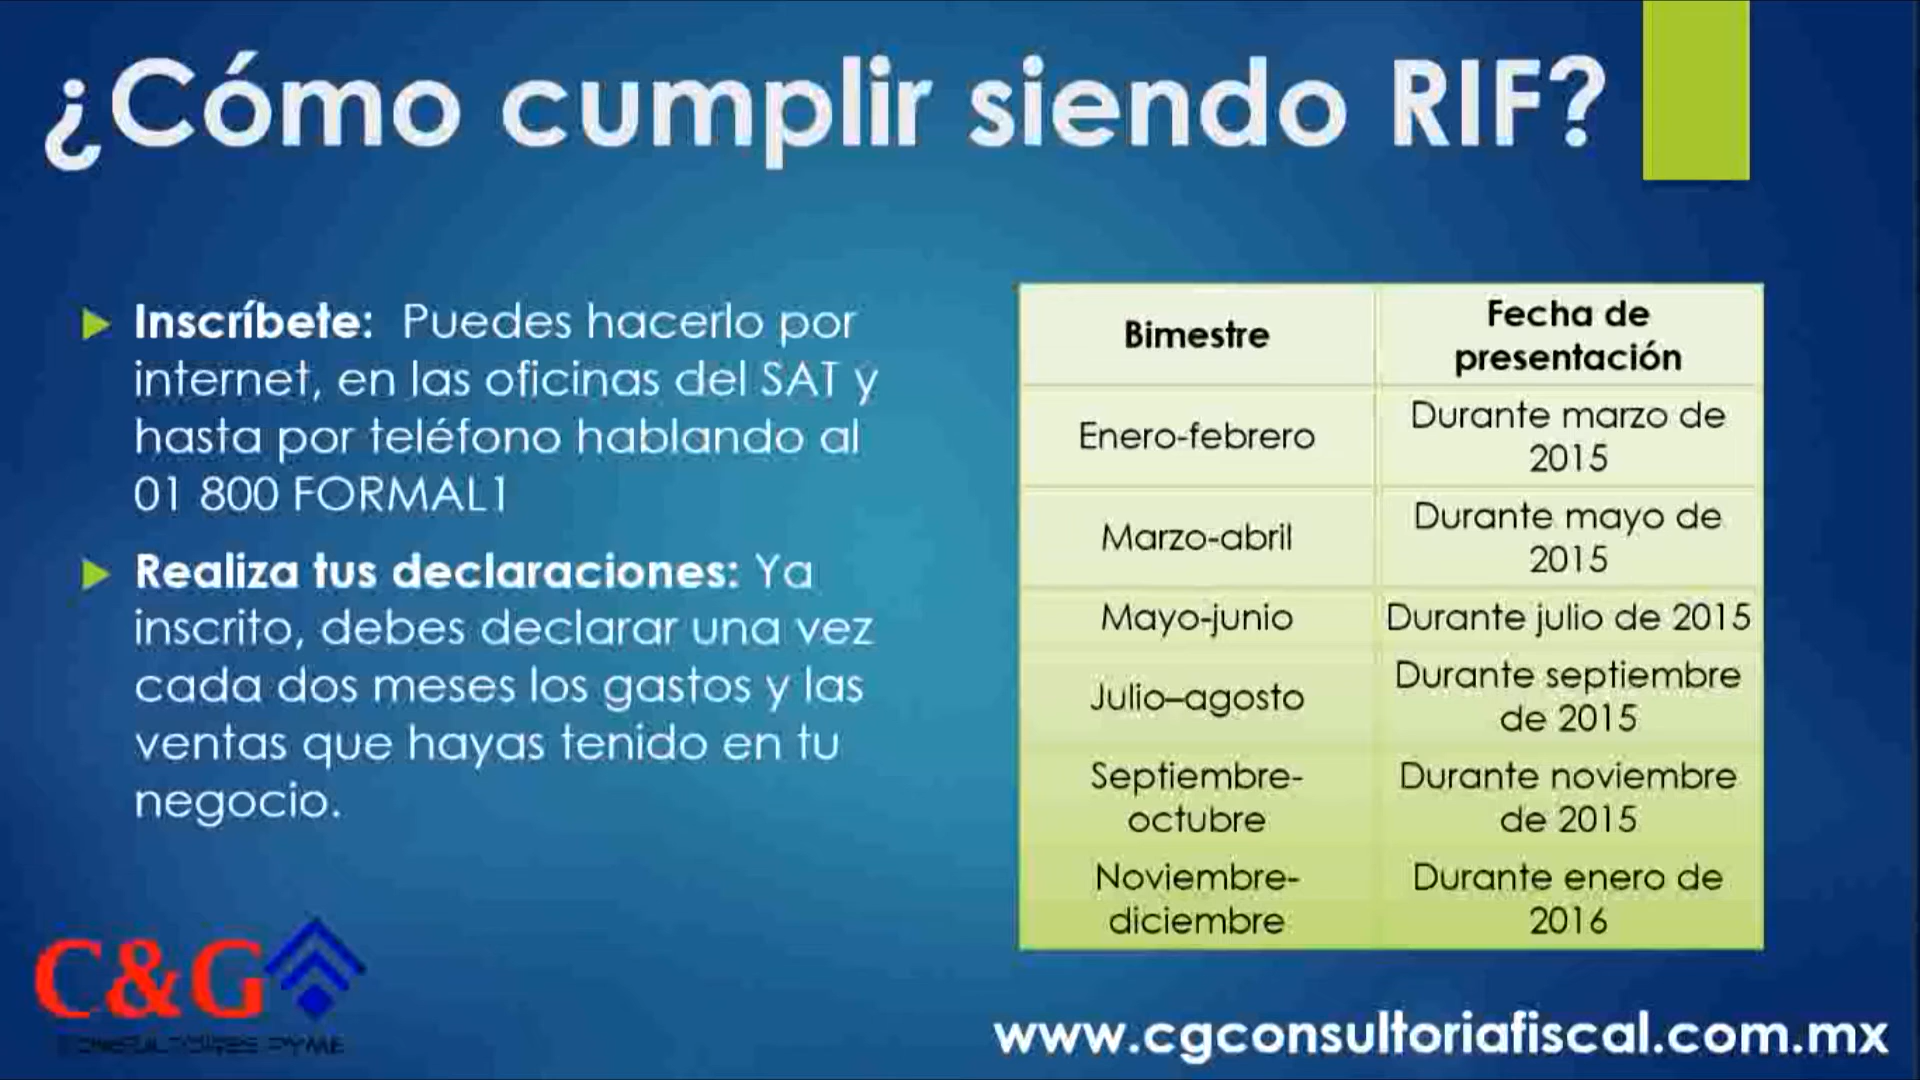 ¿Cómo cumplir siendo RIF?
Inscríbete: Puedes hacerlo por
internet, en las oficinas del SAT y
hasta por teléfono hablando al
01 800 FORMAL1
Realiza tus declaraciones: Ya
inscrito, debes declarar una vez
cada dos meses los gastos y las
ventas que hayas tenido en tu
negocio.
Bimestre
Fecha de
presentación
Enero-febrero
Durante marzo de
2015
Marzo-abril
Durante mayo de
2015
Mayo-junio
Durante julio de 2015
Julio–agosto
Durante septiembre
de 2015
Septiembre-
octubre
Durante noviembre
de 2015
Noviembre-
diciembre
Durante enero de
2016
C&G
CONSULTORES PYME
www.cgconsultoriafiscal.com.mx